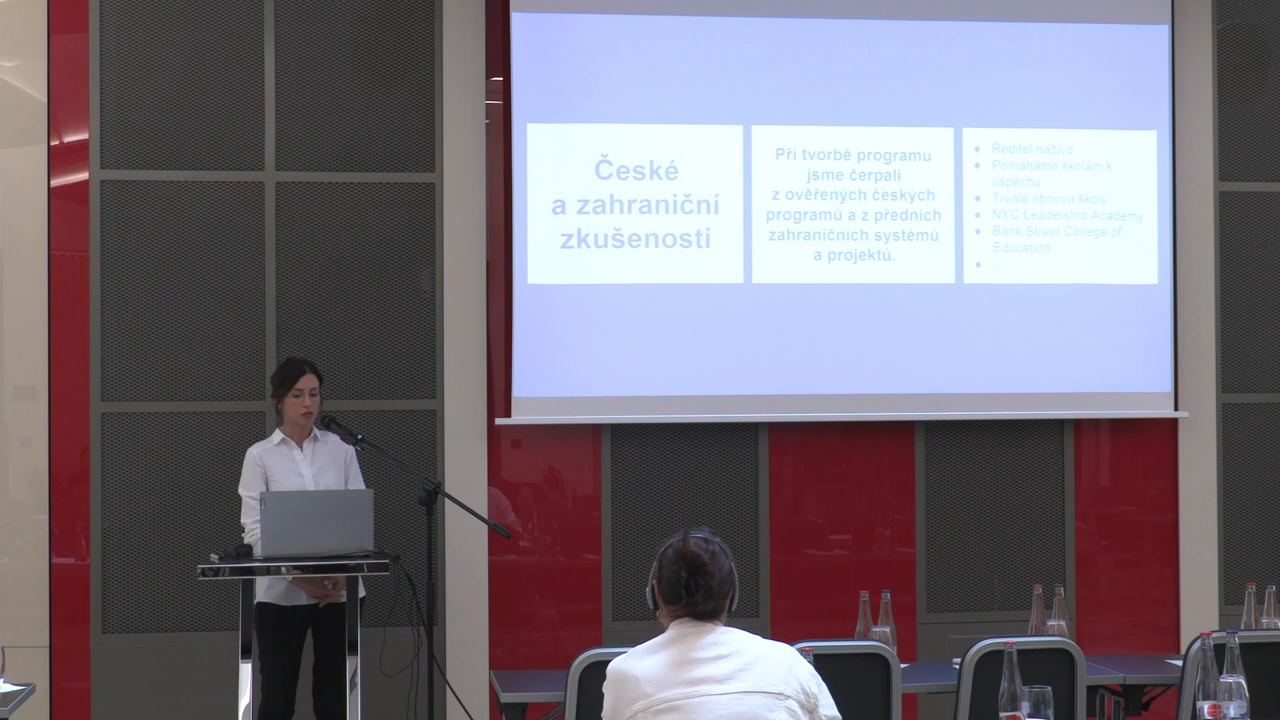 České
a zahraniční
zkušenosti
Při tvorbě programu
jsme čerpali
z ověřených českých
programů a z předních
zahraničních systémů
a projektů.
● Ředitel naživo
● Pomáháme školám k
úspěchu
● Trvalá obnova školy
● NYC Leadership Academy
● Bank Street College of
Education
● ...